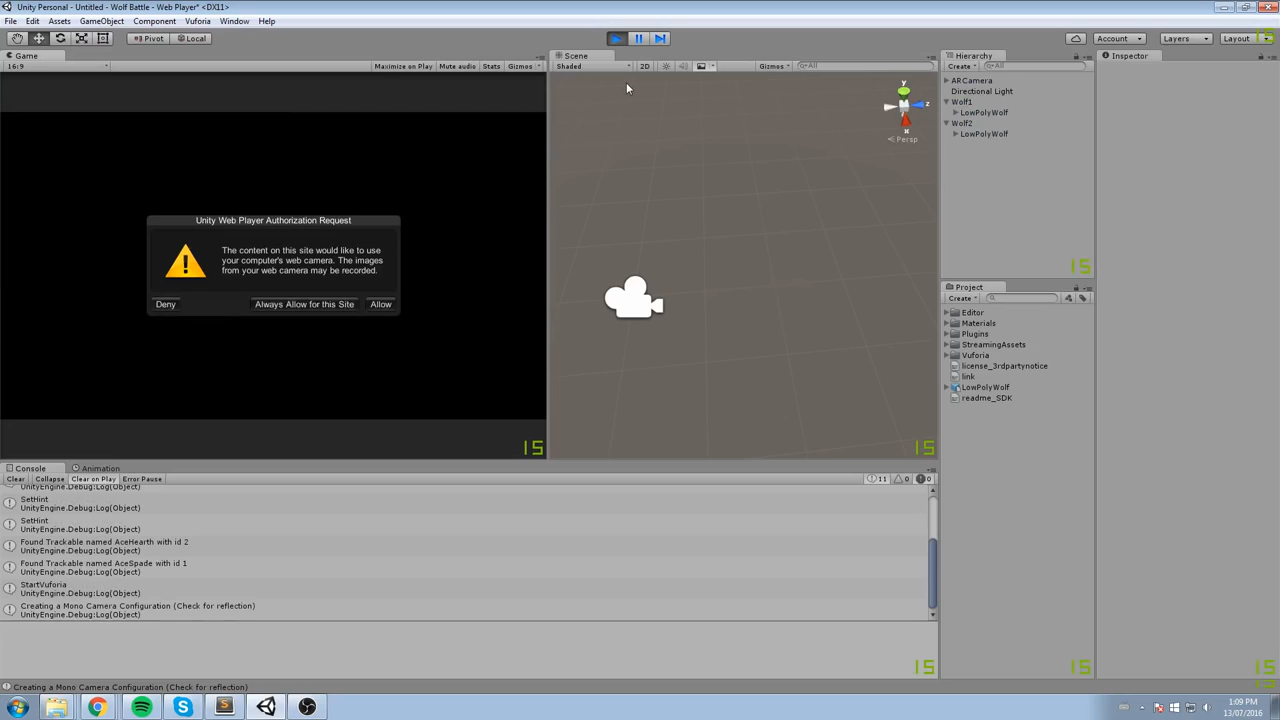 Unity Personal - Untitled - Wolf Battle - Web Player* <DX11>
File Edit Assets GameObject Component Vuforia Window Help
Pivot Local Account Layers Layout 15
Game
16:9 Maximize on Play Mute audio Stats Gizmos
Scene
Shaded 2D Gizmos All
y
z
x
Persp
Unity Web Player Authorization Request
The content on this site would like to use
your computer's web camera. The images
from your web camera may be recorded.
Deny Always Allow for this Site Allow
15
15
Hierarchy
Create All
ARCamera
Directional Light
Wolf1
LowPolyWolf
Wolf2
LowPolyWolf
15
Inspector
Project
Create
Editor
Materials
Plugins
StreamingAssets
Vuforia
license_3rdpartynotice
link
LowPolyWolf
readme_SDK
15
Console Animation
Clear Collapse Clear on Play Error Pause 11 0 0
UnityEngine.Debug:Log(Object)
SetHint
UnityEngine.Debug:Log(Object)
SetHint
UnityEngine.Debug:Log(Object)
Found Trackable named AceHearth with id 2
UnityEngine.Debug:Log(Object)
Found Trackable named AceSpade with id 1
UnityEngine.Debug:Log(Object)
StartVuforia
UnityEngine.Debug:Log(Object)
Creating a Mono Camera Configuration (Check for reflection)
UnityEngine.Debug:Log(Object)
15
15
Creating a Mono Camera Configuration (Check for reflection)
1:09 PM
13/07/2016